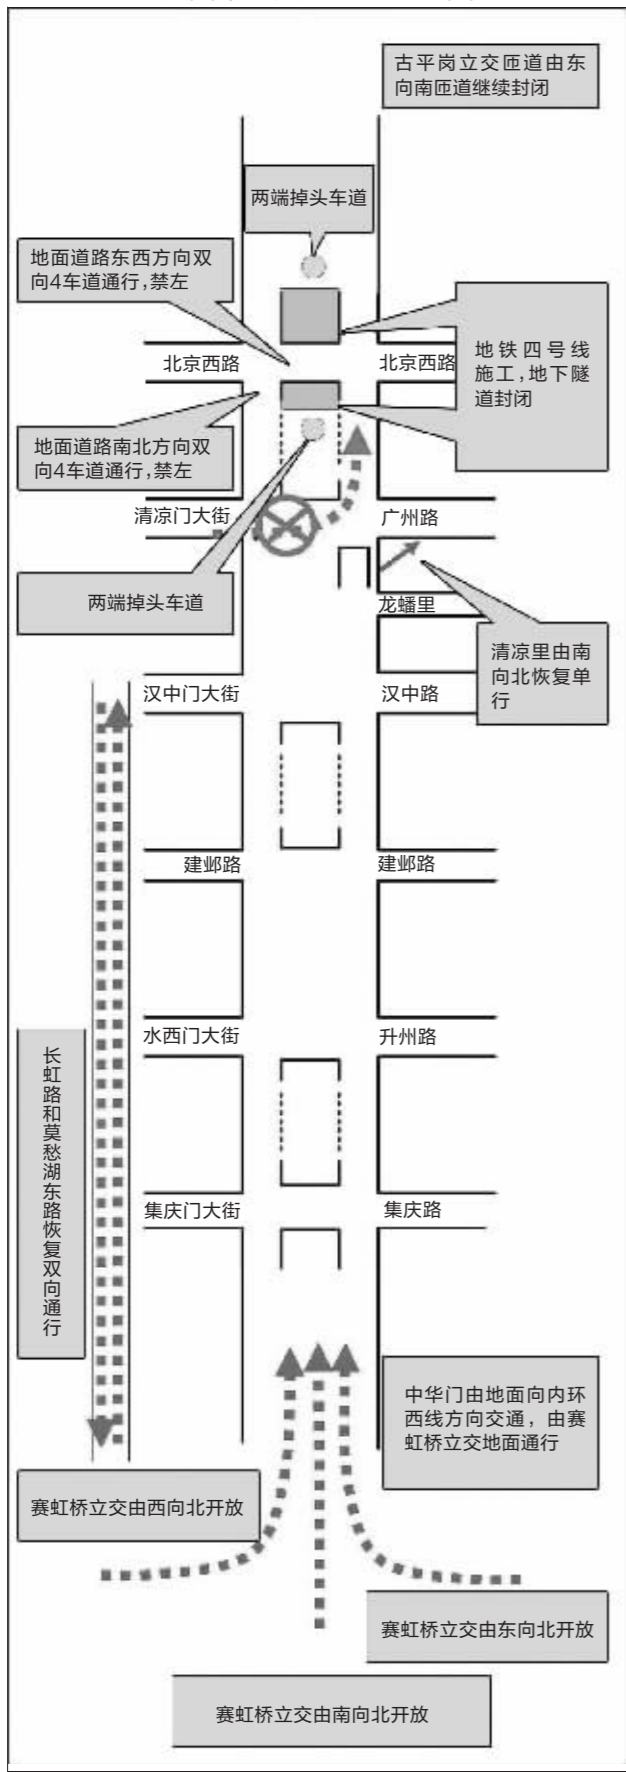 古平岗立交匝道由东
向南匝道继续封闭
两端掉头车道
地面道路东西方向双
向4车道通行,禁左
北京西路
北京西路
地铁四号线
施工,地下隧
道封闭
地面道路南北方向双
向4车道通行,禁左
清凉门大街
广州路
两端掉头车道
龙蟠里
清凉里由南
向北恢复单
行
汉中门大街
汉中路
建邺路
建邺路
水西门大街
升州路
长虹路和莫愁湖东路恢复双向通行
集庆门大街
集庆路
中华门由地面向内环
西线方向交通，由赛
虹桥立交地面通行
赛虹桥立交由西向北开放
赛虹桥立交由东向北开放
赛虹桥立交由南向北开放